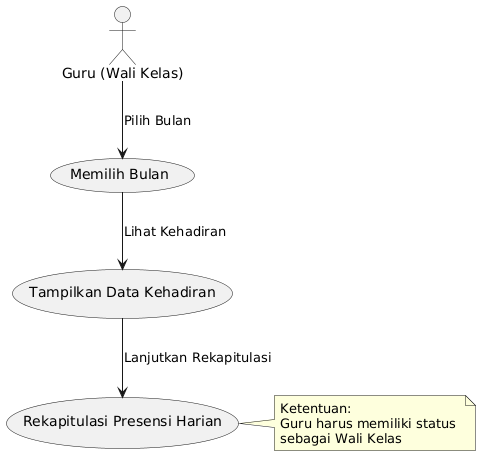 Guru (Wali Kelas)
Pilih Bulan
Memilih Bulan
Lihat Kehadiran
Tampilkan Data Kehadiran
Lanjutkan Rekapitulasi
Rekapitulasi Presensi Harian
Ketentuan:
Guru harus memiliki status
sebagai Wali Kelas